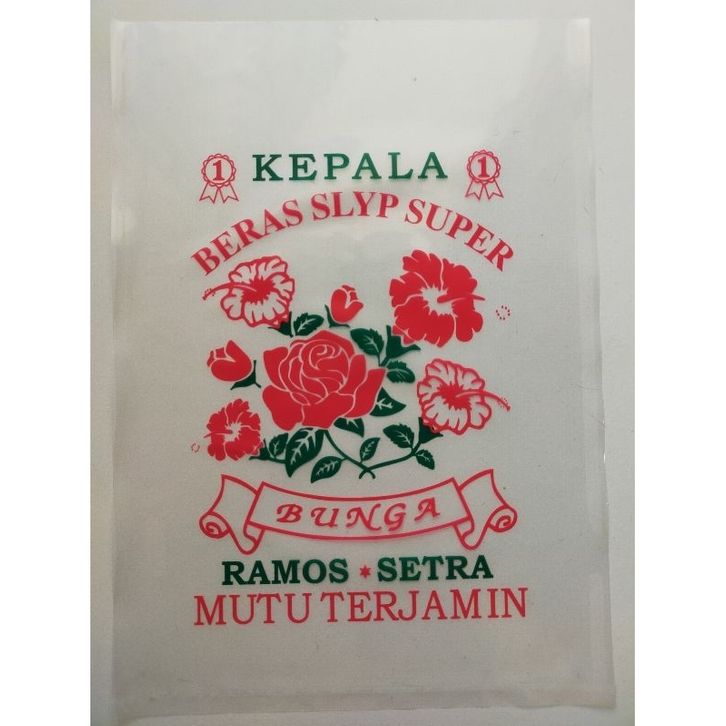 1 KEPALA 1
BERAS SLYP SUPER
BUNGA
RAMOS * SETRA
MUTU TERJAMIN